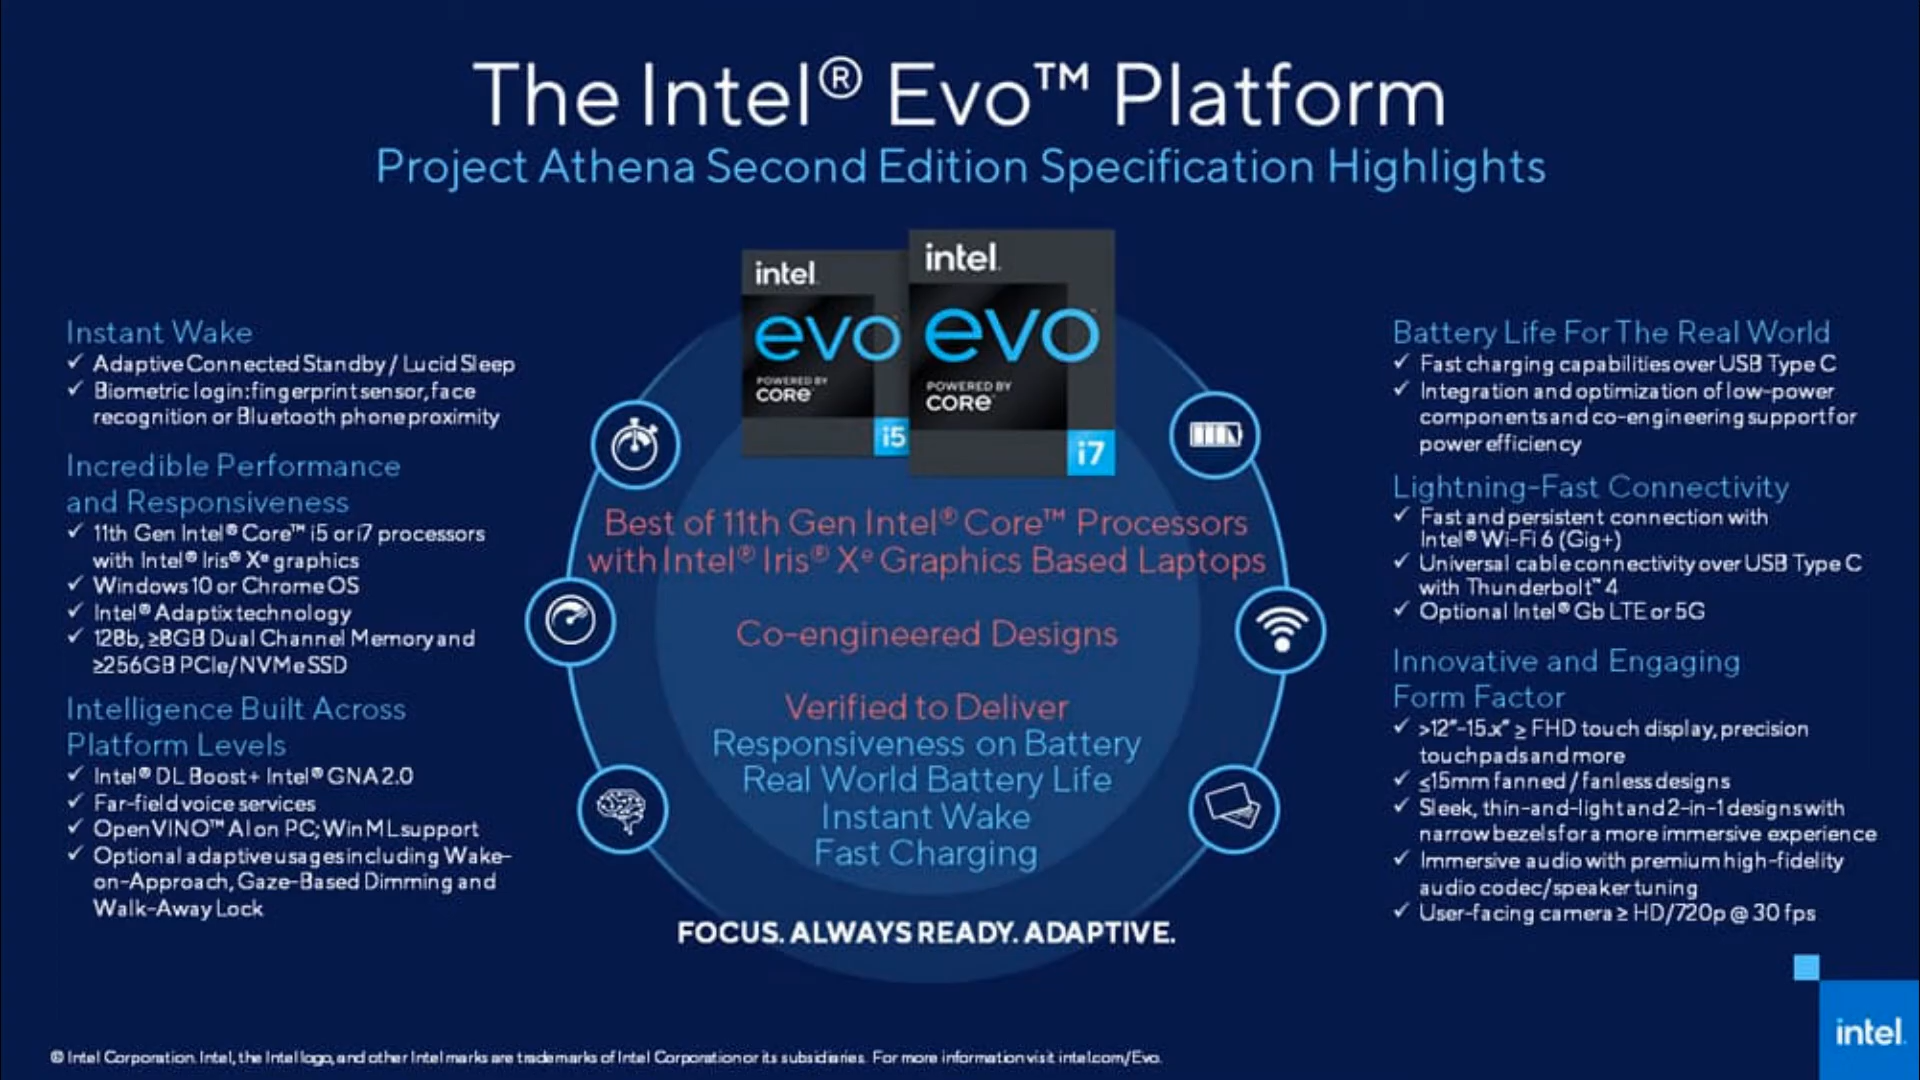 The Intel® Evo™ Platform
Project Athena Second Edition Specification Highlights
intel.
evo
POWERED BY
CORE
i5
intel.
evo
POWERED BY
CORE
i7
Instant Wake
✓ Adaptive Connected Standby / Lucid Sleep
✓ Biometric login: fingerprint sensor, face
recognition or Bluetooth phone proximity
Incredible Performance
and Responsiveness
✓ 11th Gen Intel® Core™ i5 or i7 processors
with Intel® Iris® Xᵉ graphics
✓ Windows 10 or Chrome OS
✓ Intel® Adaptix technology
✓ 128b, ≥8GB Dual Channel Memory and
≥256GB PCIe/NVMe SSD
Intelligence Built Across
Platform Levels
✓ Intel® DL Boost + Intel® GNA 2.0
✓ Far-field voice services
✓ OpenVINO™ AI on PC; WinML support
✓ Optional adaptive usages including Wake-
on-Approach, Gaze-Based Dimming and
Walk-Away Lock
Best of 11th Gen Intel® Core™ Processors
with Intel® Iris® Xᵉ Graphics Based Laptops
Co-engineered Designs
Verified to Deliver
Responsiveness on Battery
Real World Battery Life
Instant Wake
Fast Charging
FOCUS. ALWAYS READY. ADAPTIVE.
Battery Life For The Real World
✓ Fast charging capabilities over USB Type C
✓ Integration and optimization of low-power
components and co-engineering support for
power efficiency
Lightning-Fast Connectivity
✓ Fast and persistent connection with
Intel® Wi-Fi 6 (Gig+)
✓ Universal cable connectivity over USB Type C
with Thunderbolt™ 4
✓ Optional Intel® Gb LTE or 5G
Innovative and Engaging
Form Factor
✓ >12”-15.x” ≥ FHD touch display, precision
touchpads and more
✓ ≤15mm fanned / fanless designs
✓ Sleek, thin-and-light and 2-in-1 designs with
narrow bezels for a more immersive experience
✓ Immersive audio with premium high-fidelity
audio codec/speaker tuning
✓ User-facing camera ≥ HD/720p @ 30 fps
intel.
© Intel Corporation. Intel, the Intel logo, and other Intel marks are trademarks of Intel Corporation or its subsidiaries. For more information visit intel.com/Evo.